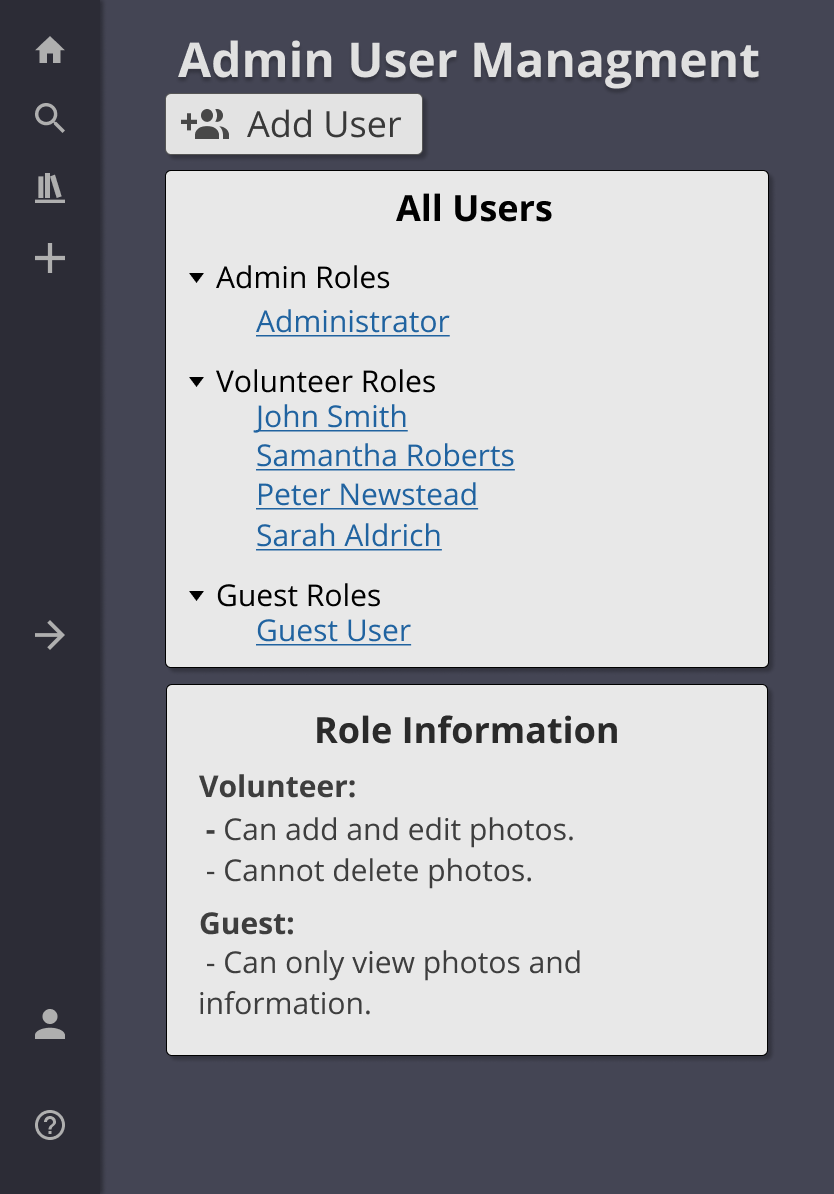 Admin User Managment
Add User
All Users
Admin Roles
Administrator
Volunteer Roles
John Smith
Samantha Roberts
Peter Newstead
Sarah Aldrich
Guest Roles
Guest User
Role Information
Volunteer:
- Can add and edit photos.
- Cannot delete photos.
Guest:
- Can only view photos and
information.